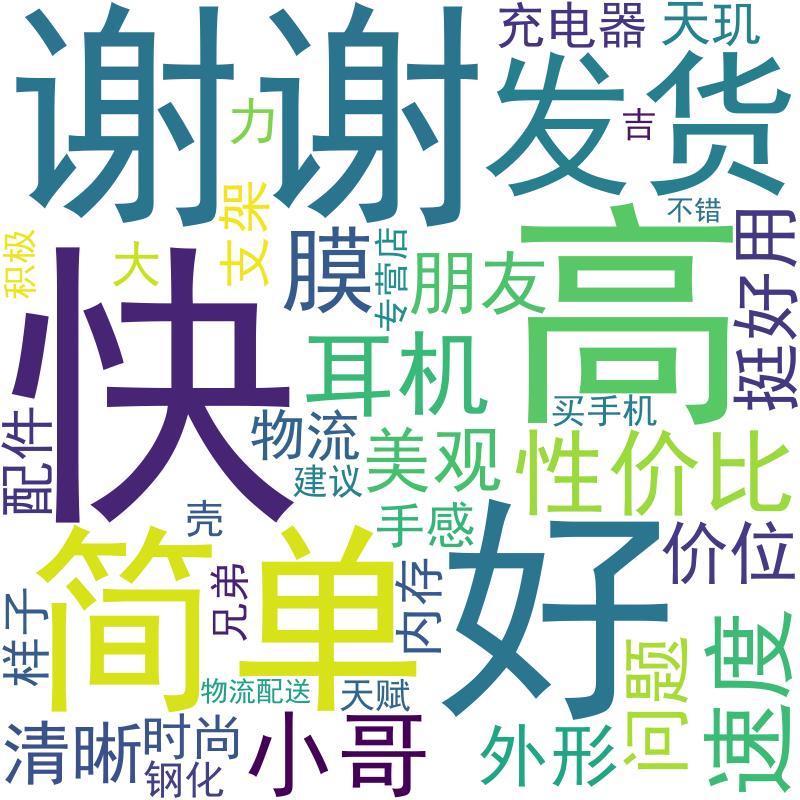 谢谢
充电器
天玑
发货
力
吉
支架
不错
积极
大
膜
专营店
朋友
高
挺好用
快
耳机
买手机
配件
物流
美观
性价比
建议
壳
手感
好
价位
简单
兄弟
内存
样子
问题
速度
物流配送
天赋
清晰
时尚
小哥
外形
钢化